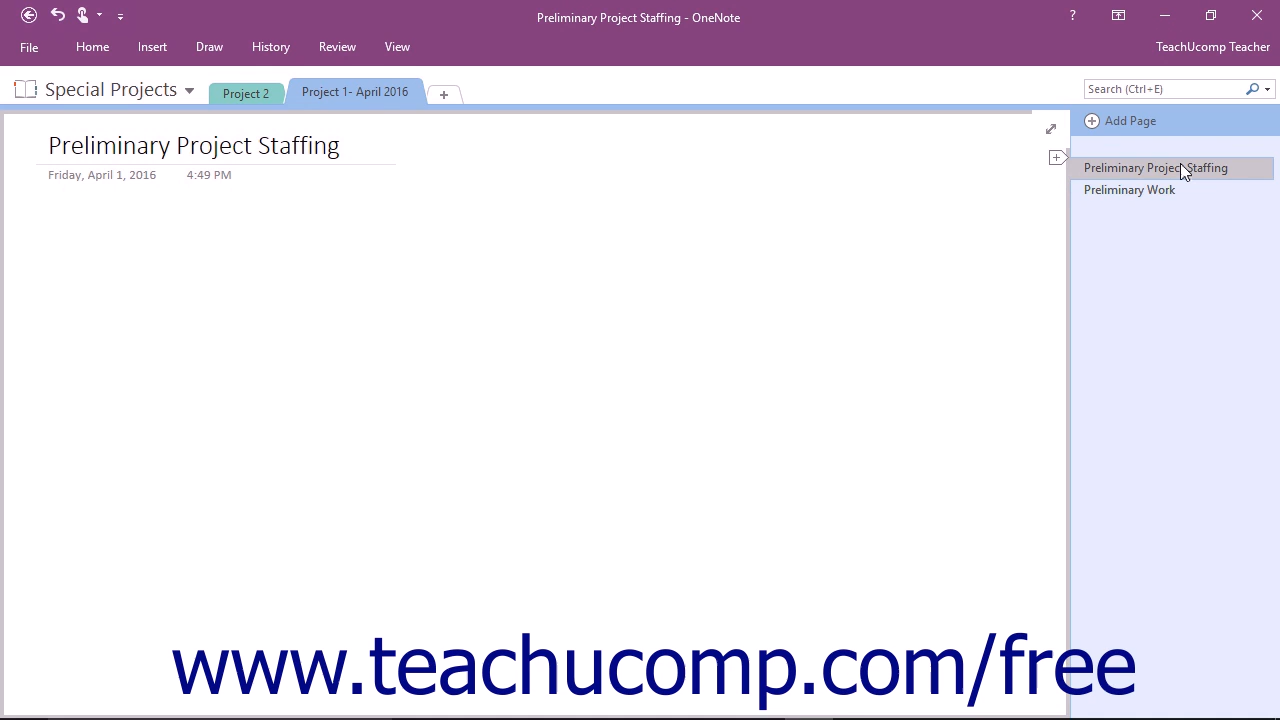 Preliminary Project Staffing - OneNote
?
File Home Insert Draw History Review View TeachUcomp Teacher
Special Projects Project 2 Project 1- April 2016 + Search (Ctrl+E)
Add Page
Preliminary Project Staffing
Friday, April 1, 2016 4:49 PM
Preliminary Project Staffing
Preliminary Work
www.teachucomp.com/free